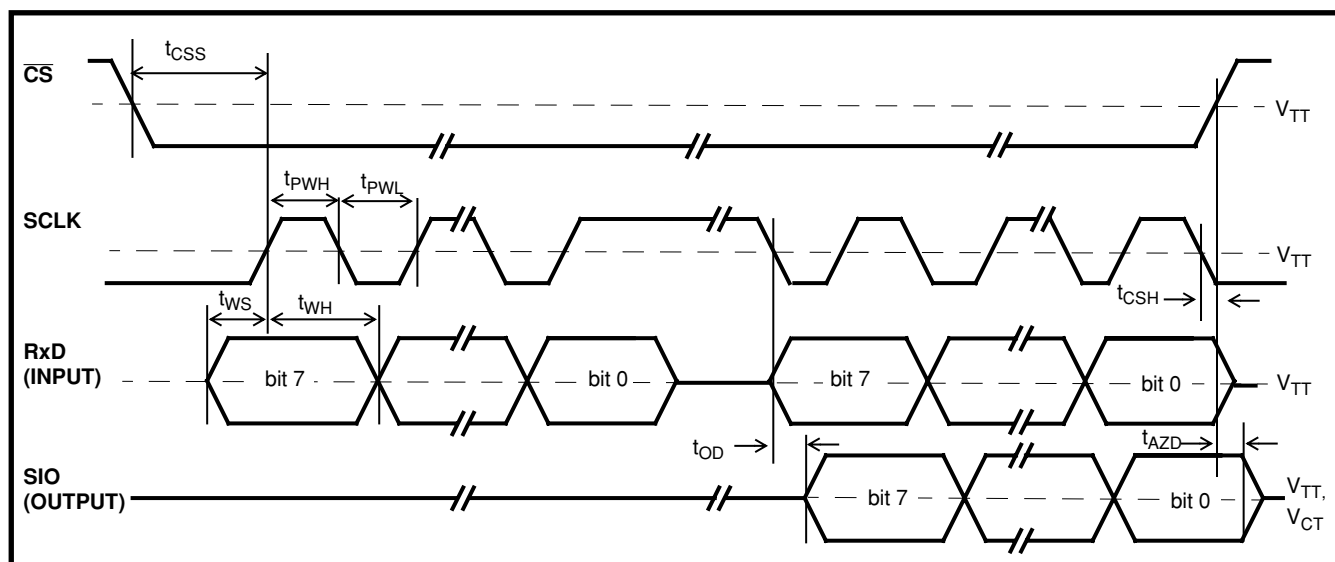 tCSS
CS
VTT
tPWH
tPWL
SCLK
VTT
tCSH
tWS
tWH
RxD
(INPUT)
bit 7
bit 0
bit 7
bit 0
VTT
tOD
tAZD
SIO
(OUTPUT)
bit 7
bit 0
VTT,
VCT